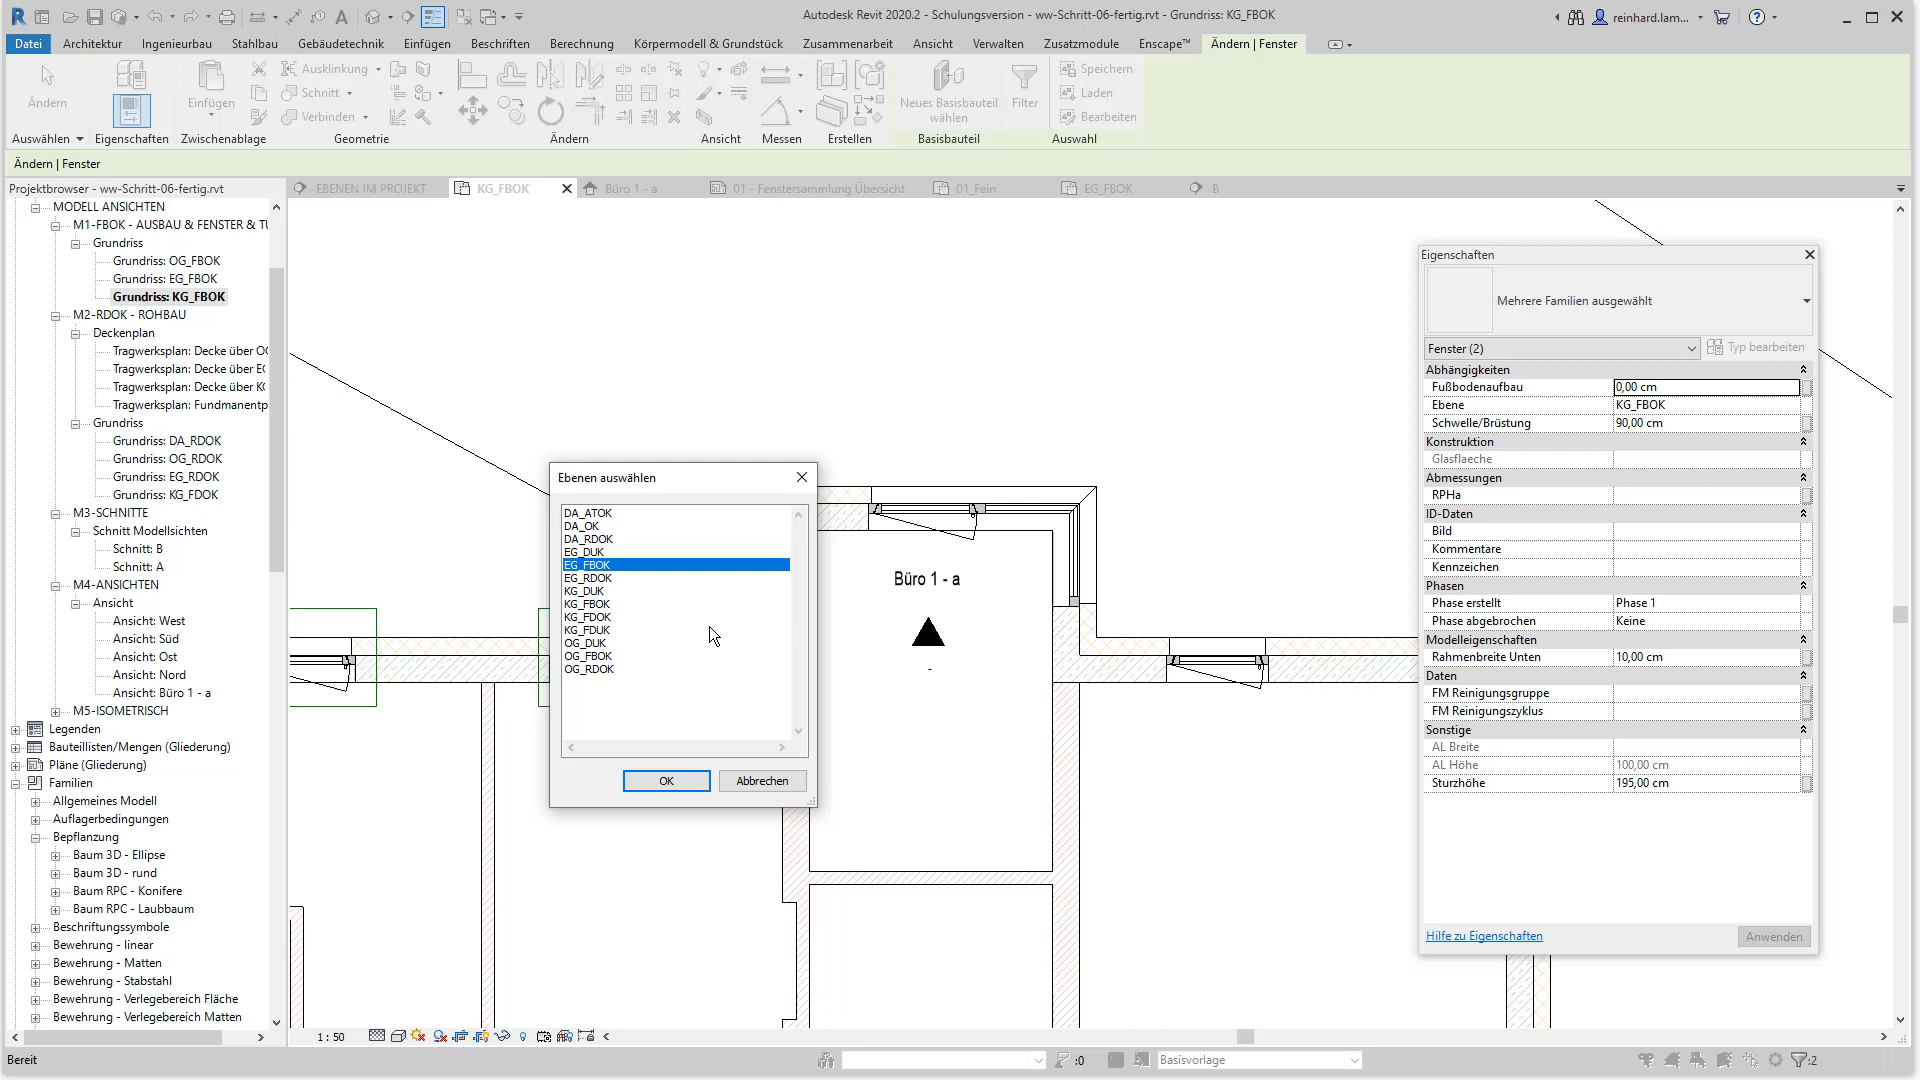 Autodesk Revit 2020.2 - Schulungsversion - ww-Schritt-06-fertig.rvt - Grundriss: KG_FBOK
reinhard.lam...
Datei Architektur Ingenieurbau Stahlbau Gebäudetechnik Einfügen Beschriften Berechnung Körpermodell & Grundstück Zusammenarbeit Ansicht Verwalten Zusatzmodule Enscape™ Ändern | Fenster
Ändern
Einfügen
Ausklinkung
Schnitt
Verbinden
Neues Basisbauteil
wählen
Filter
Speichern
Laden
Bearbeiten
Auswählen Eigenschaften Zwischenablage Geometrie Ändern Ansicht Messen Erstellen Basisbauteil Auswahl
Ändern | Fenster
Projektbrowser - ww-Schritt-06-fertig.rvt
EBENEN IM PROJEKT KG_FBOK Büro 1 - a 01 - Fenstersammlung Übersicht 01_Fein EG_FBOK B
MODELL ANSICHTEN
M1-FBOK - AUSBAU & FENSTER & TÜ
Grundriss
Grundriss: OG_FBOK
Grundriss: EG_FBOK
Grundriss: KG_FBOK
M2-RDOK - ROHBAU
Deckenplan
Tragwerksplan: Decke über OG
Tragwerksplan: Decke über EG
Tragwerksplan: Decke über KG
Tragwerksplan: Fundmanentp
Grundriss
Grundriss: DA_RDOK
Grundriss: OG_RDOK
Grundriss: EG_RDOK
Grundriss: KG_FDOK
M3-SCHNITTE
Schnitt Modellsichten
Schnitt: B
Schnitt: A
M4-ANSICHTEN
Ansicht
Ansicht: West
Ansicht: Süd
Ansicht: Ost
Ansicht: Nord
Ansicht: Büro 1 - a
M5-ISOMETRISCH
Legenden
Bauteillisten/Mengen (Gliederung)
Pläne (Gliederung)
Familien
Allgemeines Modell
Auflagerbedingungen
Bepflanzung
Baum 3D - Ellipse
Baum 3D - rund
Baum RPC - Konifere
Baum RPC - Laubbaum
Beschriftungssymbole
Bewehrung - linear
Bewehrung - Matten
Bewehrung - Stabstahl
Bewehrung - Verlegebereich Fläche
Bewehrung - Verlegebereich Matten
Ebenen auswählen
DA_ATOK
DA_OK
DA_RDOK
EG_DUK
EG_FBOK
EG_RDOK
KG_DUK
KG_FBOK
KG_FDOK
KG_FDUK
OG_DUK
OG_FBOK
OG_RDOK
OK Abbrechen
Büro 1 - a
-
Eigenschaften
Mehrere Familien ausgewählt
Fenster (2) Typ bearbeiten
Abhängigkeiten
Fußbodenaufbau 0,00 cm
Ebene KG_FBOK
Schwelle/Brüstung 90,00 cm
Konstruktion
Glasflaeche
Abmessungen
RPHa
ID-Daten
Bild
Kommentare
Kennzeichen
Phasen
Phase erstellt Phase 1
Phase abgebrochen Keine
Modelleigenschaften
Rahmenbreite Unten 10,00 cm
Daten
FM Reinigungsgruppe
FM Reinigungszyklus
Sonstige
AL Breite
AL Höhe 100,00 cm
Sturzhöhe 195,00 cm
Hilfe zu Eigenschaften Anwenden
1 : 50
Bereit
:0
Basisvorlage
:2